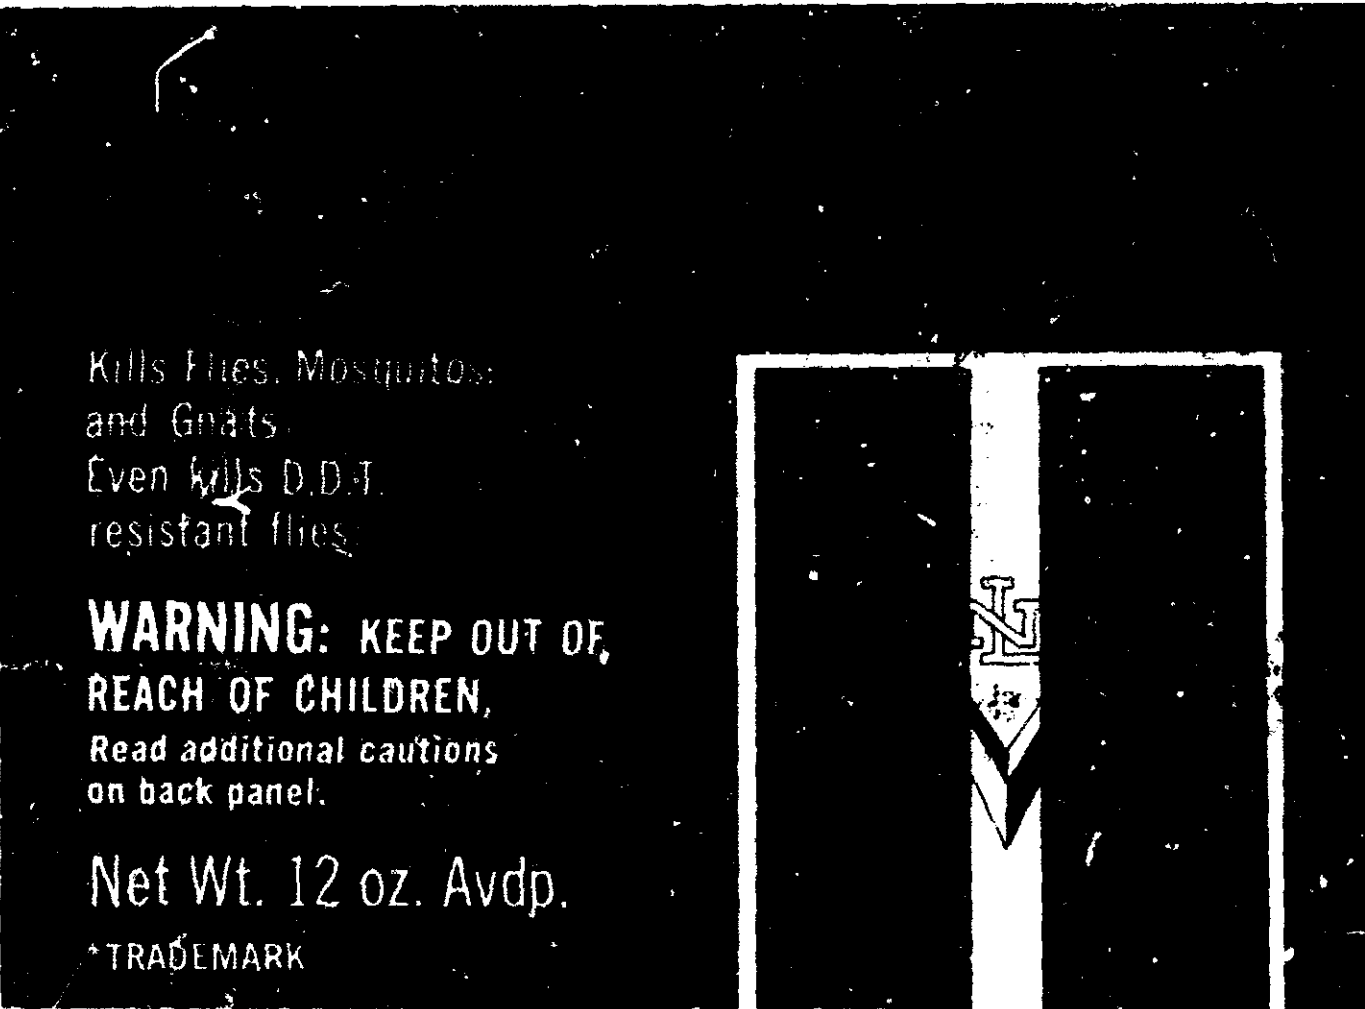 Kills Flies, Mosquitos,
and Gnats.
Even kills D.D.T.
resistant flies.
WARNING: KEEP OUT OF
REACH OF CHILDREN.
Read additional cautions
on back panel.
Net Wt. 12 oz. Avdp.
*TRADEMARK